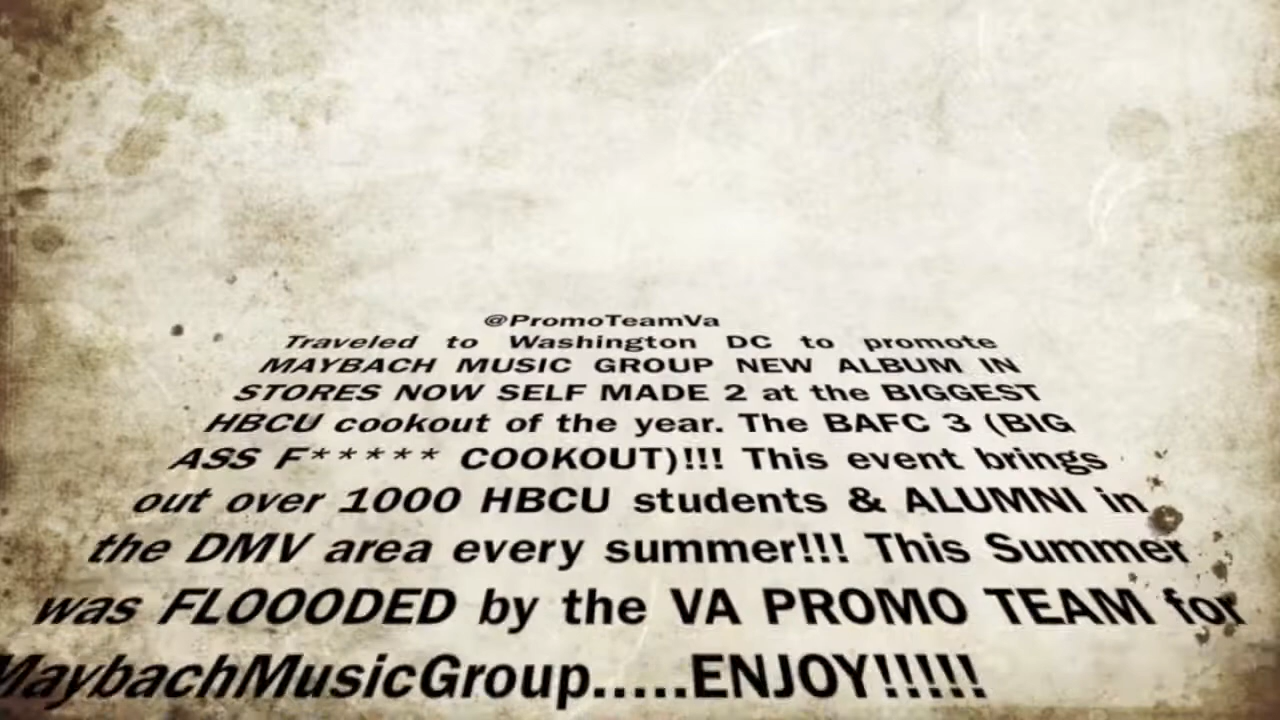 @PromoTeamVa
Traveled to Washington DC to promote
MAYBACH MUSIC GROUP NEW ALBUM IN
STORES NOW SELF MADE 2 at the BIGGEST
HBCU cookout of the year. The BAFC 3 (BIG
ASS F***** COOKOUT)!!! This event brings
out over 1000 HBCU students & ALUMNI in
the DMV area every summer!!! This Summer
was FLOOODED by the VA PROMO TEAM for
MaybachMusicGroup.....ENJOY!!!!!